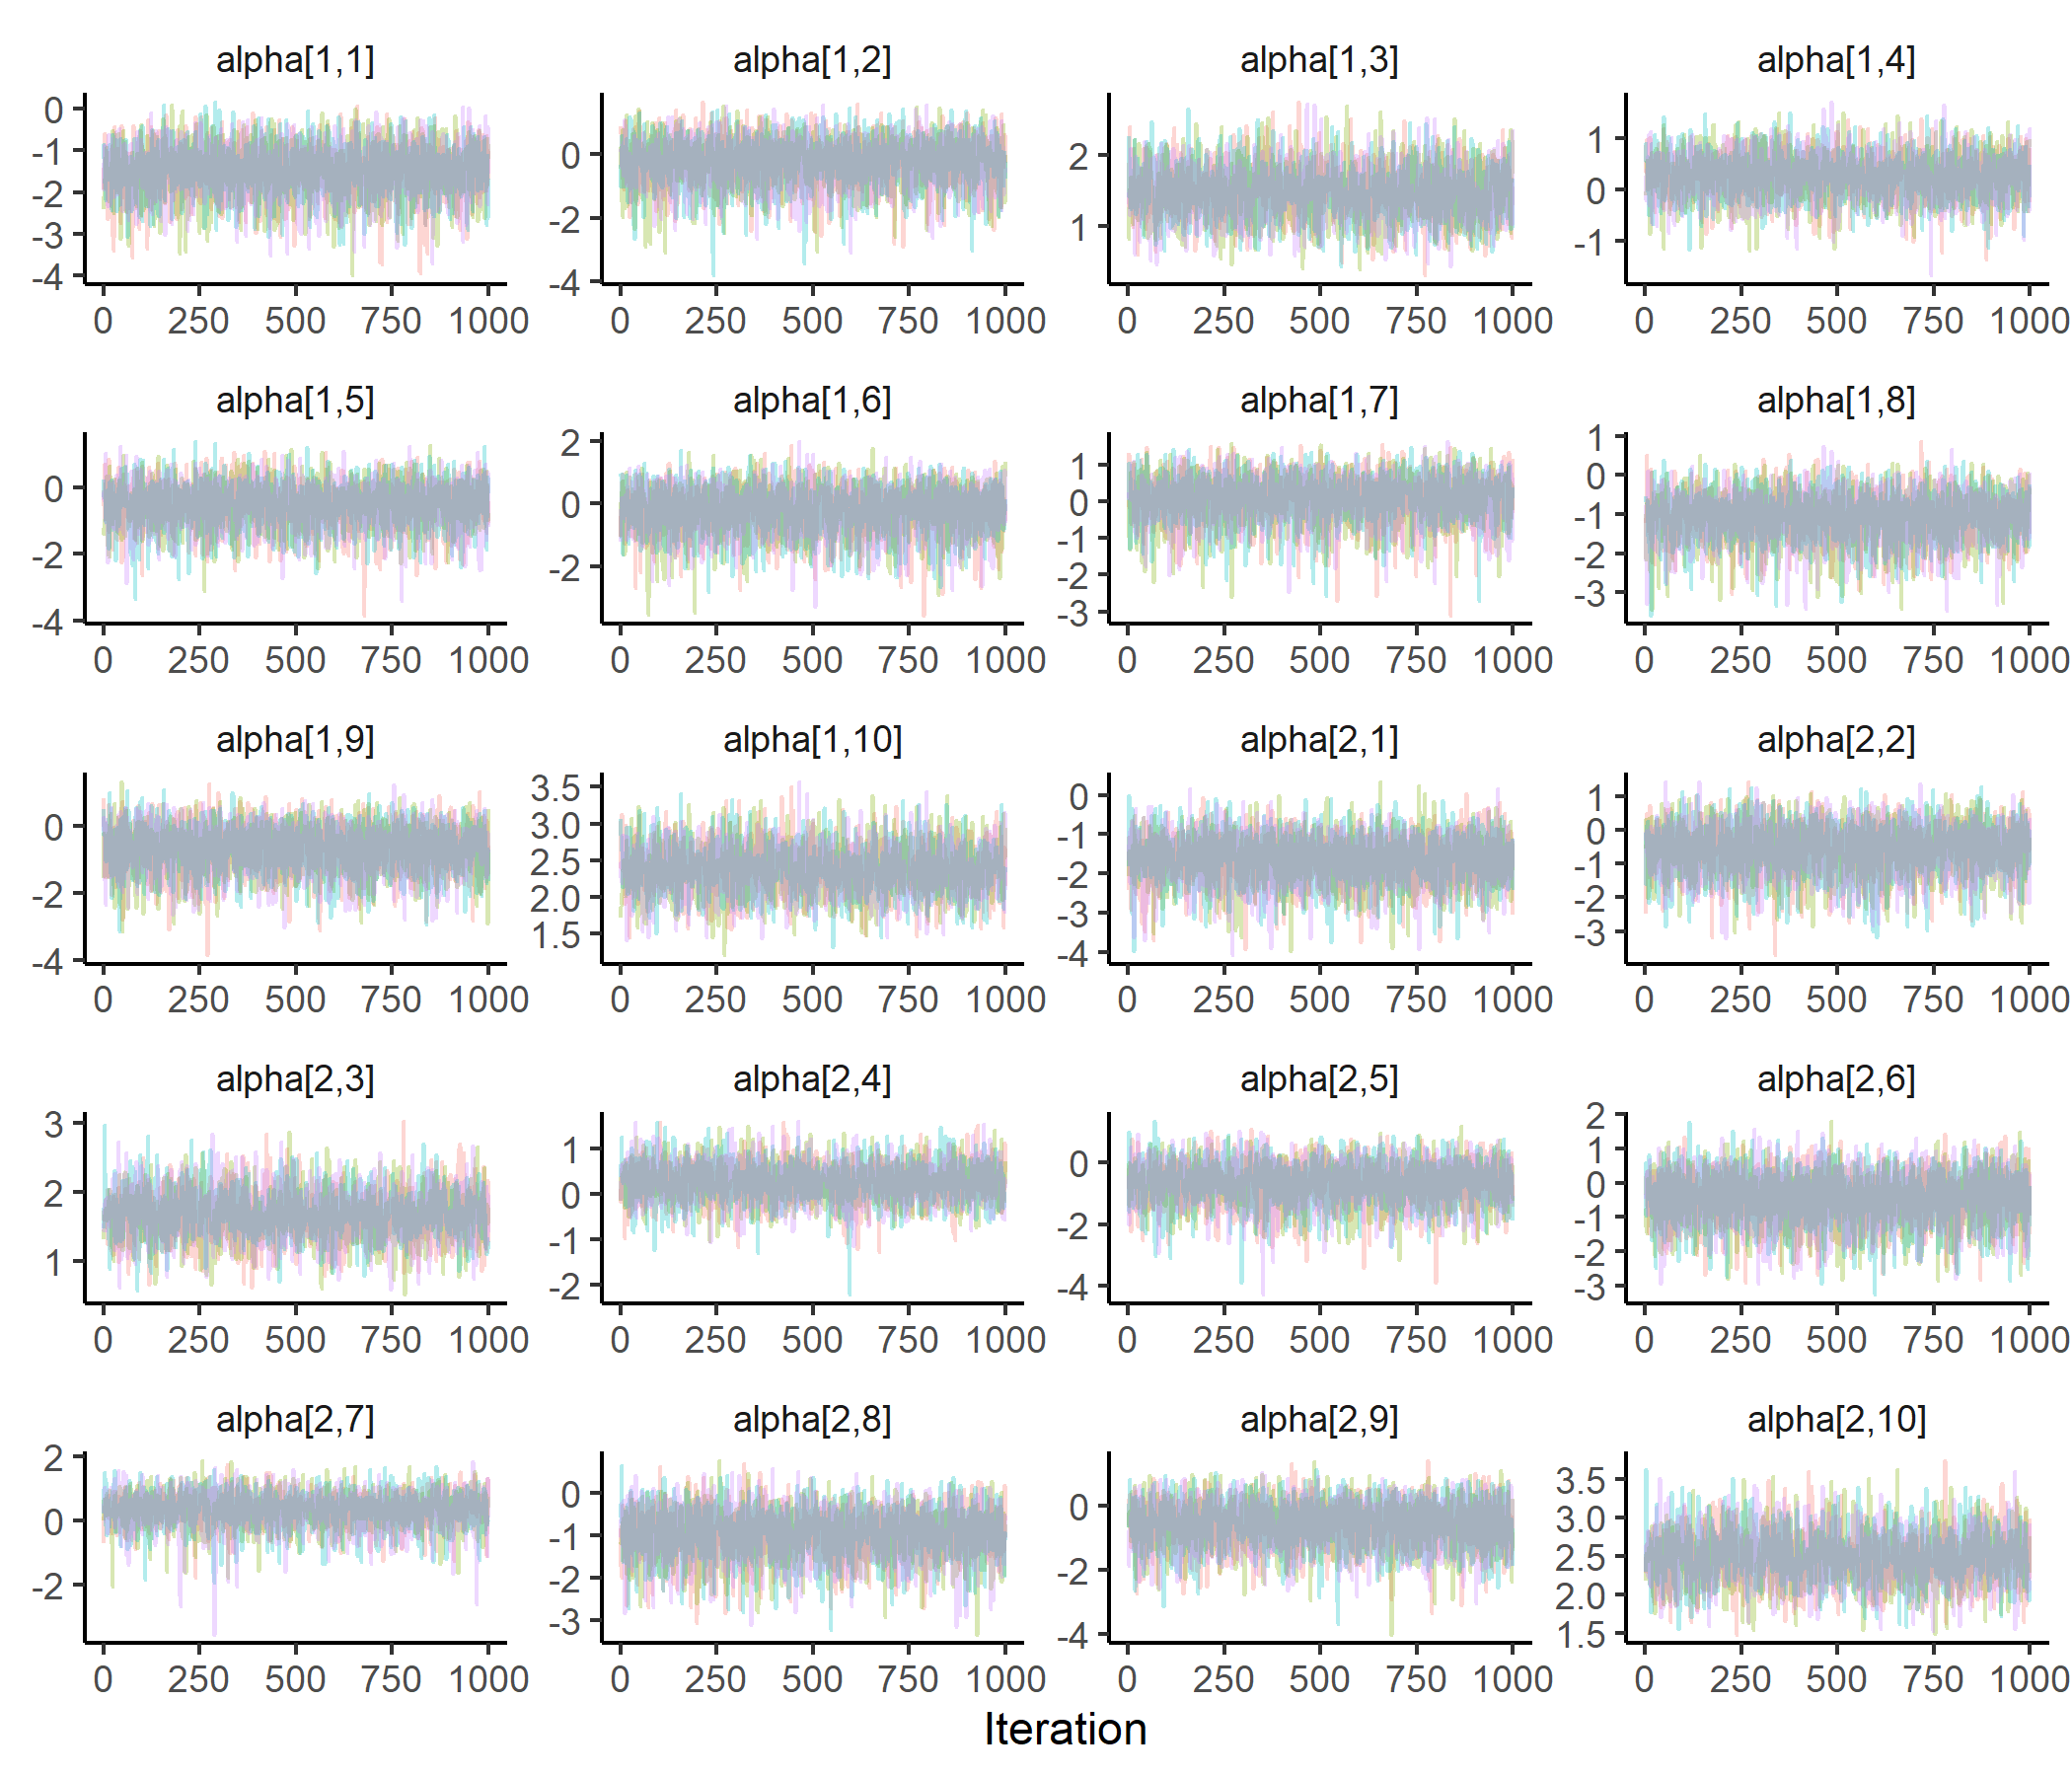 alpha[1,1] alpha[1,2] alpha[1,3] alpha[1,4]
0 -1 -2 -3 -4 0 -2 -4 2 1 1 0 -1
0 250 500 750 1000 0 250 500 750 1000 0 250 500 750 1000 0 250 500 750 1000
alpha[1,5] alpha[1,6] alpha[1,7] alpha[1,8]
0 -2 -4 2 0 -2 1 0 -1 -2 -3 1 0 -1 -2 -3
0 250 500 750 1000 0 250 500 750 1000 0 250 500 750 1000 0 250 500 750 1000
alpha[1,9] alpha[1,10] alpha[2,1] alpha[2,2]
0 -2 -4 3.5 3.0 2.5 2.0 1.5 0 -1 -2 -3 -4 1 0 -1 -2 -3
0 250 500 750 1000 0 250 500 750 1000 0 250 500 750 1000 0 250 500 750 1000
alpha[2,3] alpha[2,4] alpha[2,5] alpha[2,6]
3 2 1 1 0 -1 -2 0 -2 -4 2 1 0 -1 -2 -3
0 250 500 750 1000 0 250 500 750 1000 0 250 500 750 1000 0 250 500 750 1000
alpha[2,7] alpha[2,8] alpha[2,9] alpha[2,10]
2 0 -2 0 -1 -2 -3 0 -2 -4 3.5 3.0 2.5 2.0 1.5
0 250 500 750 1000 0 250 500 750 1000 0 250 500 750 1000 0 250 500 750 1000
Iteration